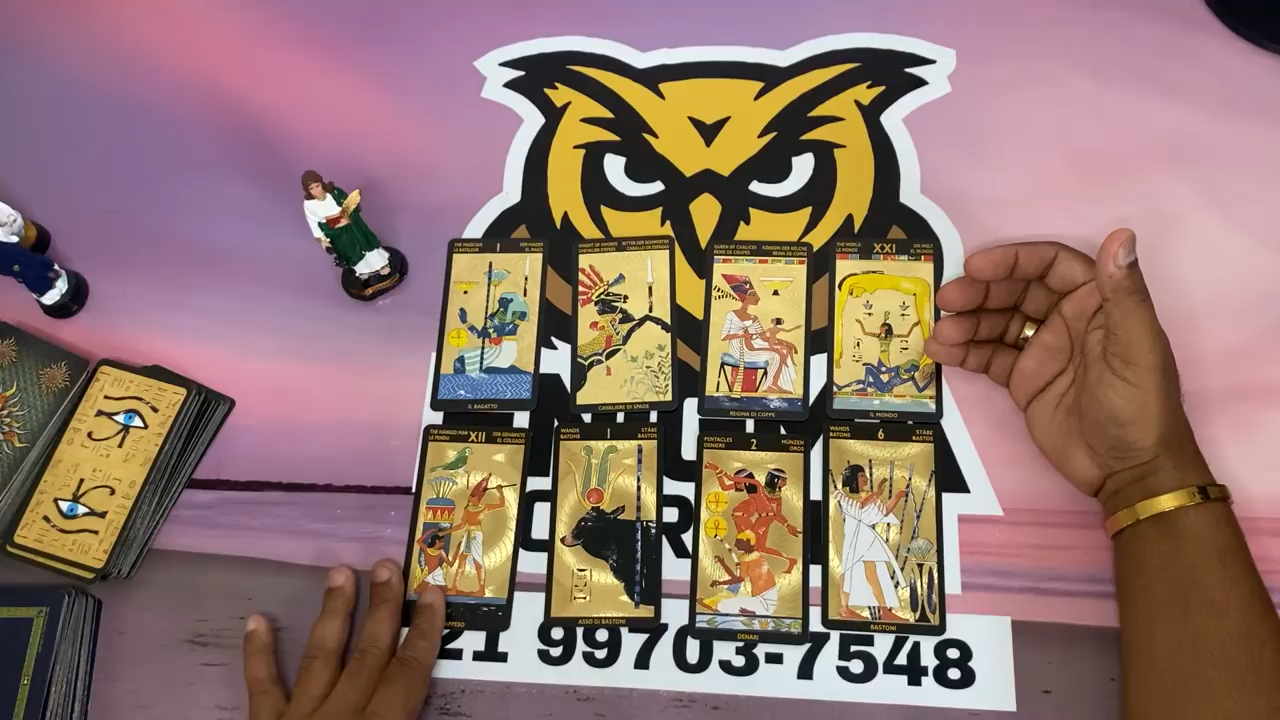 THE MAGICIAN I DER MAGIER
LE BATELEUR EL MAGO
IL BAGATTO
KNIGHT OF SWORDS RITTER DER SCHWERTER
CHEVALIER D'EPEES CABALLO DE ESPADAS
CAVALIERE DI SPADE
QUEEN OF CHALICES KÖNIGIN DER KELCHE
REINE DE COUPES REINA DE COPAS
REGINA DI COPPE
THE WORLD XXI DIE WELT
LE MONDE EL MUNDO
IL MONDO
THE HANGED MAN XII DER GEHÄNGTE
LE PENDU EL COLGADO
APPESO
WANDS 1 STÄBE
BATONS BASTOS
ASSO DI BASTONI
PENTACLES 2 MÜNZEN
DENIERS OROS
DENARI
WANDS 6 STÄBE
BATONS BASTOS
BASTONI
21 99703-7548